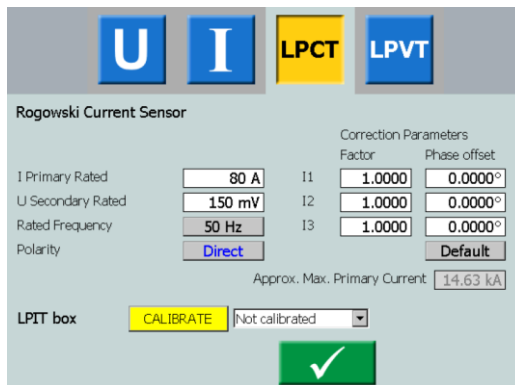 U I LPCT LPVT
Rogowski Current Sensor
Correction Parameters
Factor Phase offset
I Primary Rated 80 A I1 1.0000 0.0000°
U Secondary Rated 150 mV I2 1.0000 0.0000°
Rated Frequency 50 Hz I3 1.0000 0.0000°
Polarity Direct Default
Approx. Max. Primary Current 14.63 kA
LPIT box CALIBRATE Not calibrated